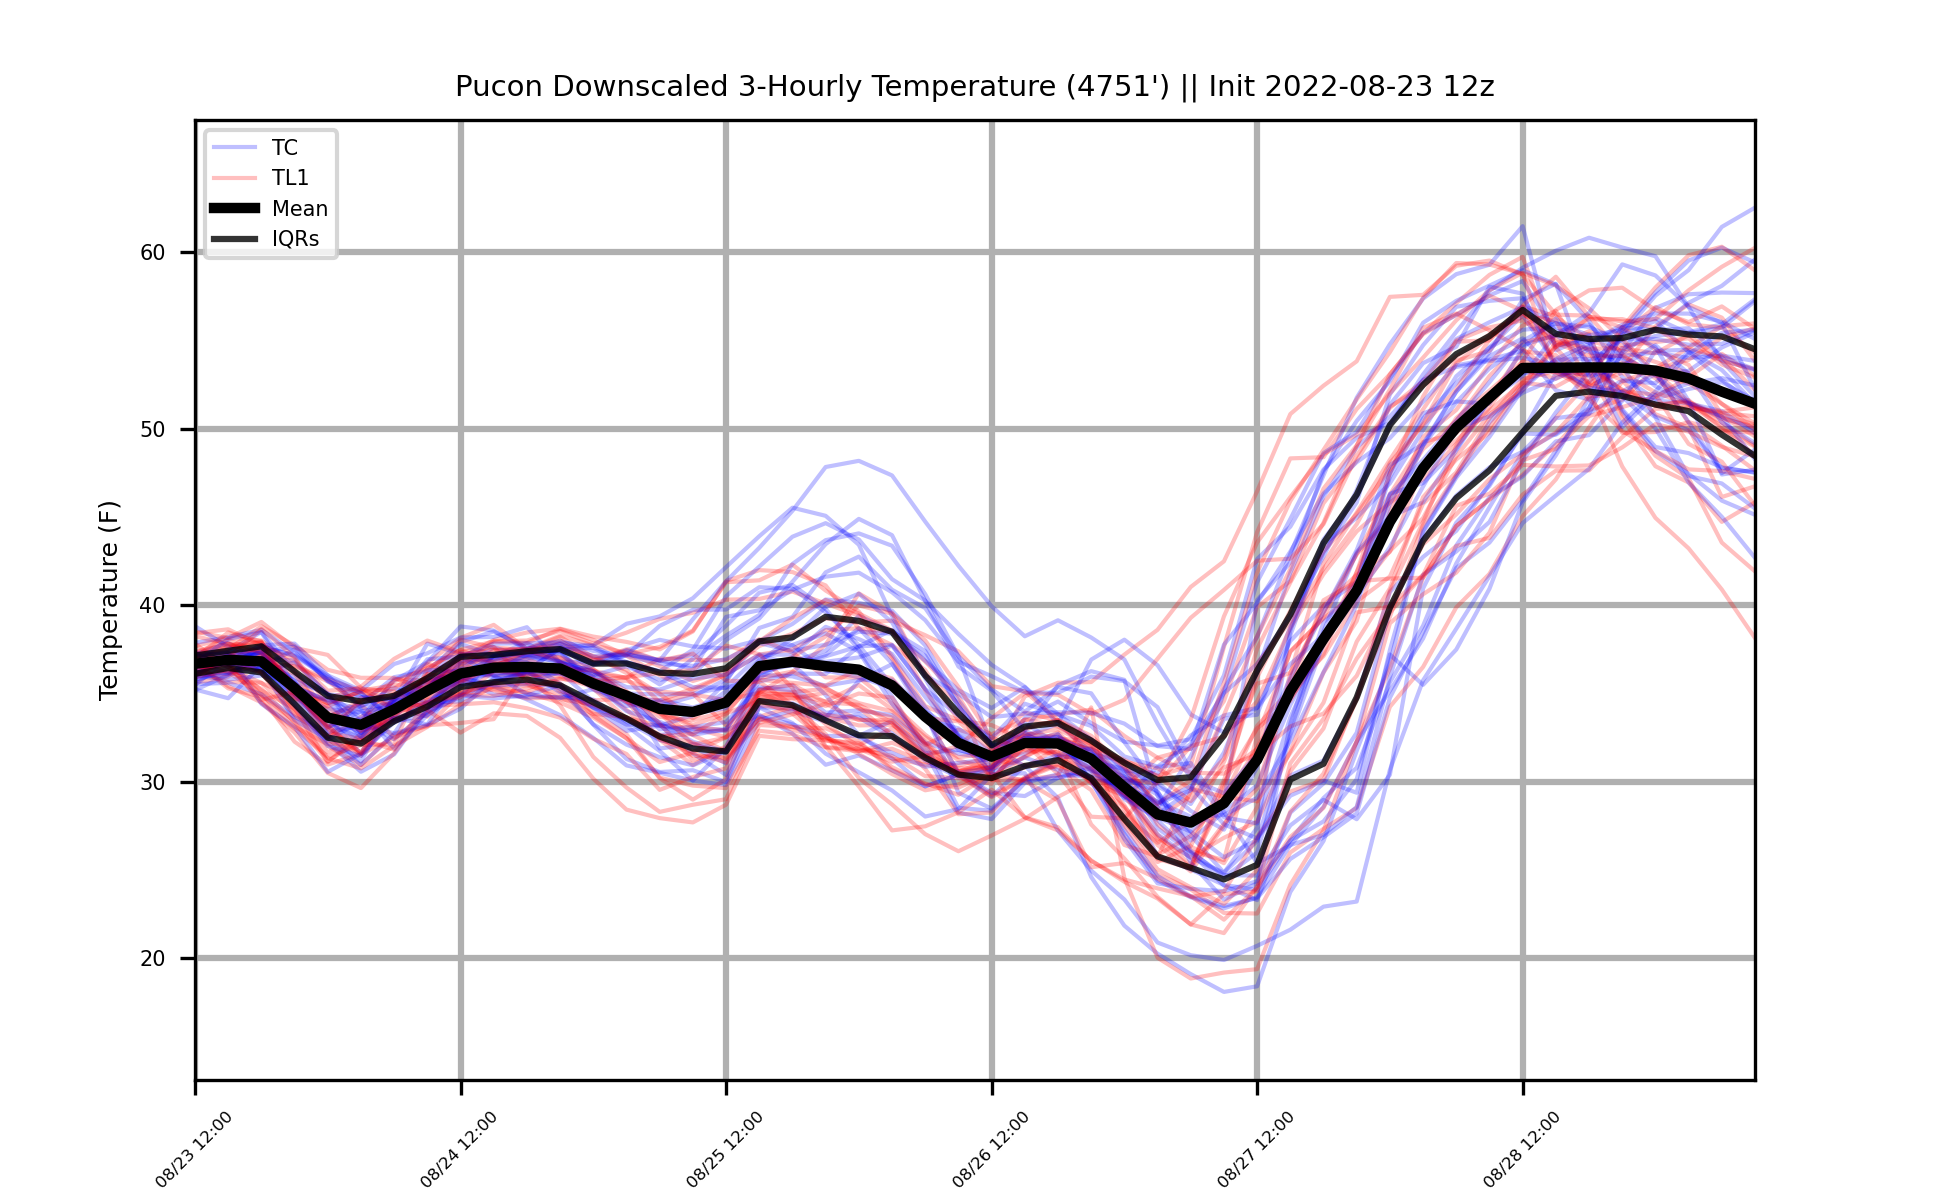 Pucon Downscaled 3-Hourly Temperature (4751') || Init 2022-08-23 12z
TC
TL1
Mean
IQRs
Temperature (F)
60
50
40
30
20
08/23 12:00
08/24 12:00
08/25 12:00
08/26 12:00
08/27 12:00
08/28 12:00